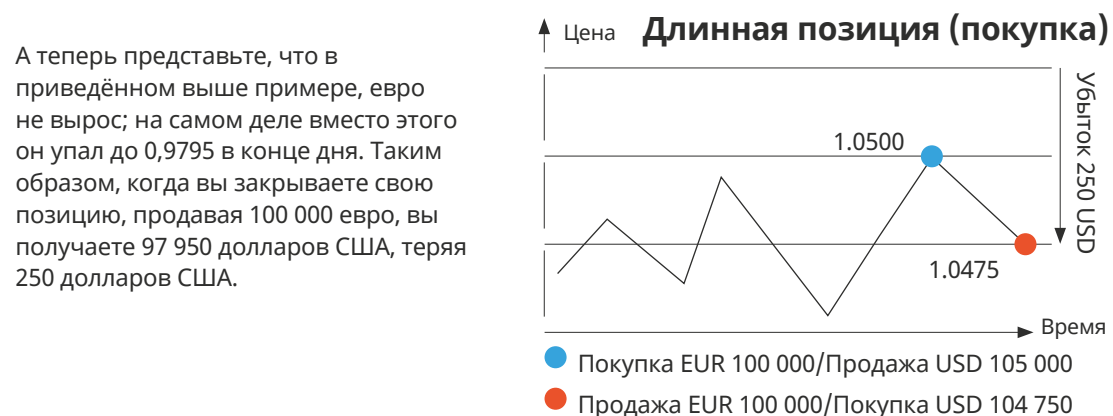 А теперь представьте, что в
приведённом выше примере, евро
не вырос; на самом деле вместо этого
он упал до 0,9795 в конце дня. Таким
образом, когда вы закрываете свою
позицию, продавая 100 000 евро, вы
получаете 97 950 долларов США, теряя
250 долларов США.
Цена
Длинная позиция (покупка)
1.0500
1.0475
Убыток 250 USD
Время
Покупка EUR 100 000/Продажа USD 105 000
Продажа EUR 100 000/Покупка USD 104 750